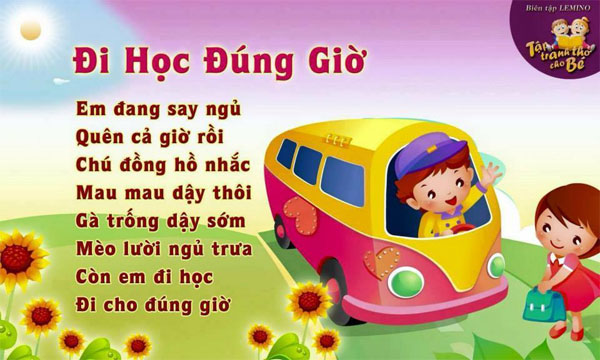 Biên tập LEMINO
Tập
tranh thơ
cho Bé
Đi Học Đúng Giờ
Em đang say ngủ
Quên cả giờ rồi
Chú đồng hồ nhắc
Mau mau dậy thôi
Gà trống dậy sớm
Mèo lười ngủ trưa
Còn em đi học
Đi cho đúng giờ